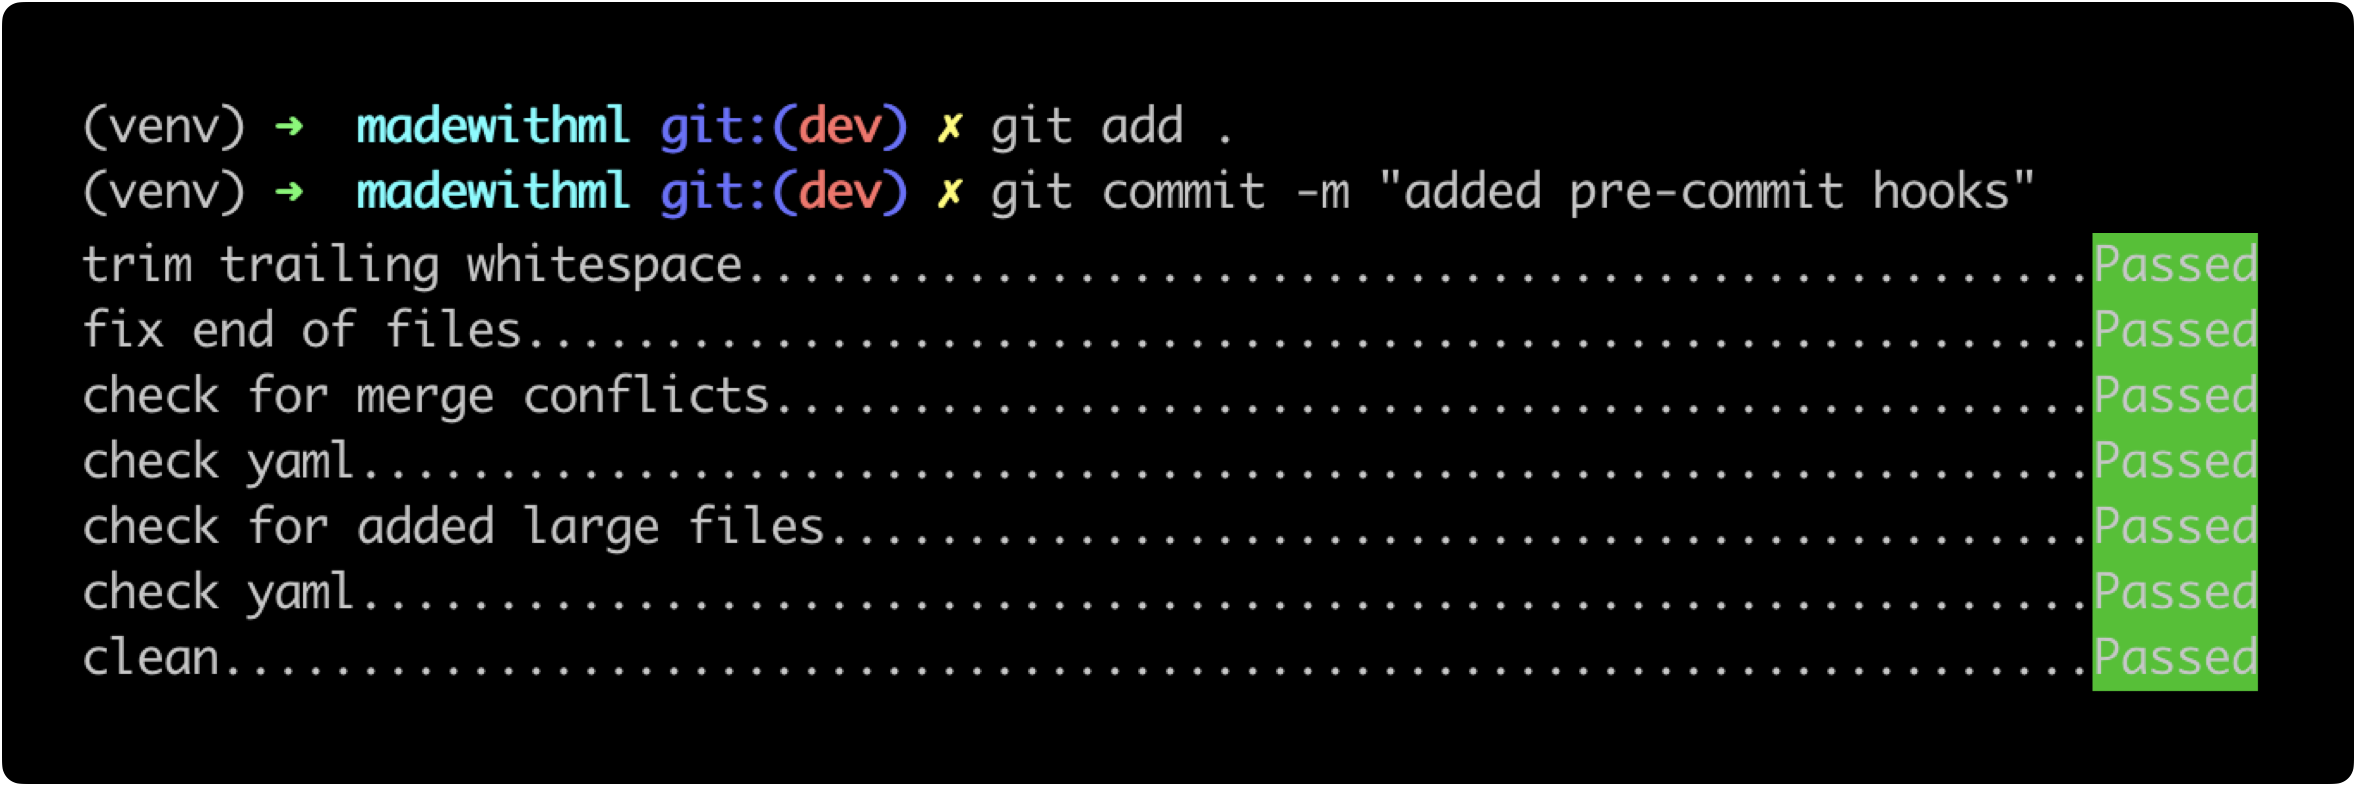 (venv) ➜  madewithml git:(dev) ✗ git add .
(venv) ➜  madewithml git:(dev) ✗ git commit -m "added pre-commit hooks"
trim trailing whitespace.................................................Passed
fix end of files.........................................................Passed
check for merge conflicts................................................Passed
check yaml...............................................................Passed
check for added large files..............................................Passed
check yaml...............................................................Passed
clean....................................................................Passed